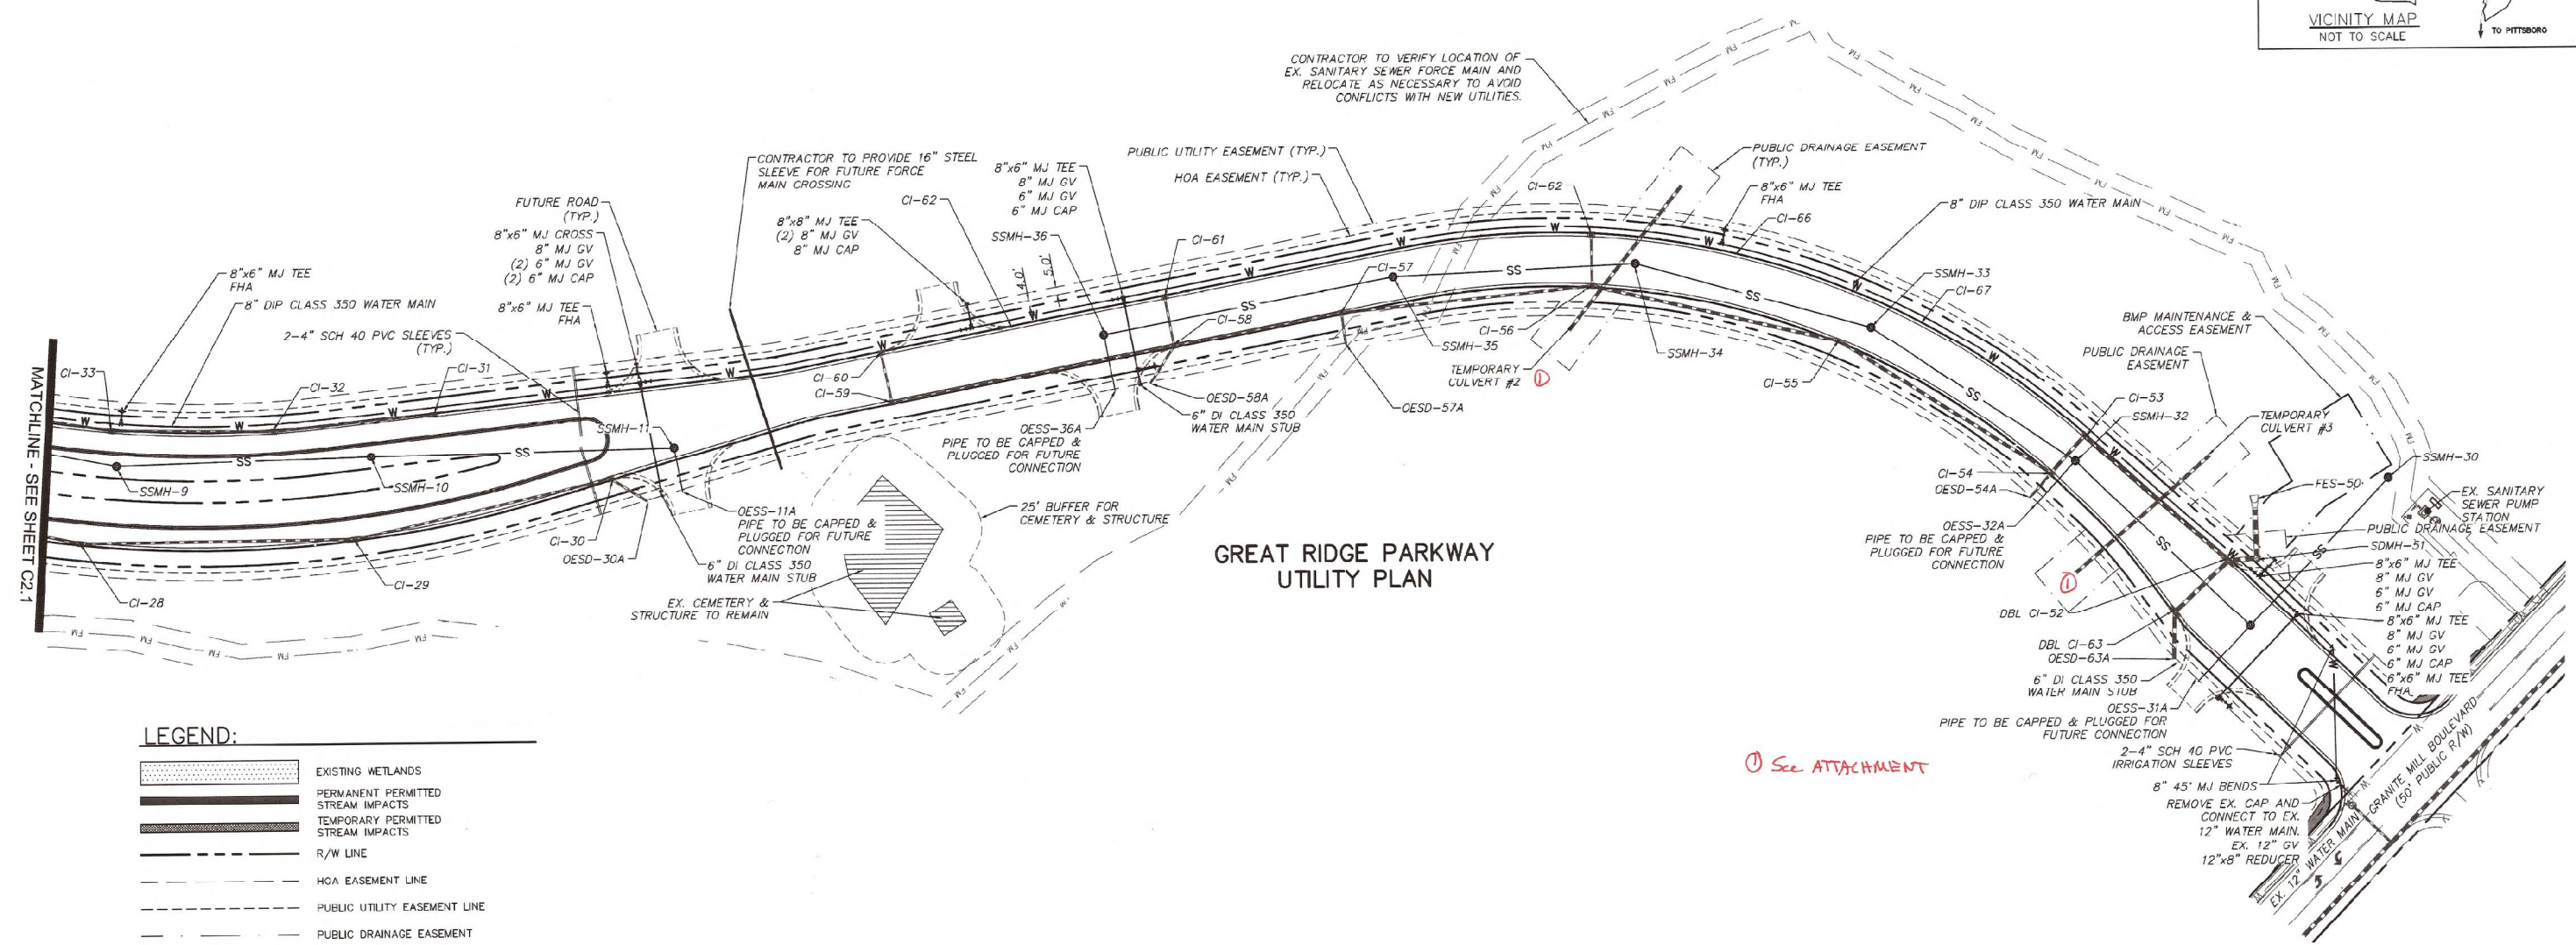 VICINITY MAP
NOT TO SCALE
TO PITTSBORO
CONTRACTOR TO VERIFY LOCATION OF
EX. SANITARY SEWER FORCE MAIN AND
RELOCATE AS NECESSARY TO AVOID
CONFLICTS WITH NEW UTILITIES.
PUBLIC UTILITY EASEMENT (TYP.)
HOA EASEMENT (TYP.)
CONTRACTOR TO PROVIDE 16" STEEL
SLEEVE FOR FUTURE FORCE
MAIN CROSSING
8"x6" MJ TEE
8" MJ GV
6" MJ GV
6" MJ CAP
CI-62
SSMH-36
8"x8" MJ TEE
(2) 8" MJ GV
8" MJ CAP
FUTURE ROAD
(TYP.)
8"x6" MJ CROSS
8" MJ GV
(2) 6" MJ GV
(2) 6" MJ CAP
8"x6" MJ TEE
FHA
8"x6" MJ TEE
FHA
8" DIP CLASS 350 WATER MAIN
2-4" SCH 40 PVC SLEEVES
(TYP.)
CI-33
CI-32
CI-31
MATCHLINE - SEE SHEET C2.1
SSMH-9
SSMH-10
SSMH-11
CI-28
CI-29
CI-30
OESD-30A
OESS-11A
PIPE TO BE CAPPED &
PLUGGED FOR FUTURE
CONNECTION
6" DI CLASS 350
WATER MAIN STUB
EX. CEMETERY &
STRUCTURE TO REMAIN
25' BUFFER FOR
CEMETERY & STRUCTURE
CI-60
CI-59
4.0'
5.0'
CI-61
CI-58
CI-57
OESD-58A
6" DI CLASS 350
WATER MAIN STUB
OESS-36A
PIPE TO BE CAPPED &
PLUGGED FOR FUTURE
CONNECTION
SSMH-35
OESD-57A
CI-62
CI-56
TEMPORARY
CULVERT #2
①
SSMH-34
PUBLIC DRAINAGE EASEMENT
(TYP.)
8"x6" MJ TEE
FHA
CI-66
8" DIP CLASS 350 WATER MAIN
SSMH-33
CI-67
CI-55
BMP MAINTENANCE &
ACCESS EASEMENT
PUBLIC DRAINAGE
EASEMENT
CI-53
SSMH-32
TEMPORARY
CULVERT #3
CI-54
OESD-54A
OESS-32A
PIPE TO BE CAPPED &
PLUGGED FOR FUTURE
CONNECTION
①
SSMH-30
FES-50
EX. SANITARY
SEWER PUMP
STATION
PUBLIC DRAINAGE EASEMENT
SDMH-51
8"x6" MJ TEE
8" MJ GV
6" MJ GV
6" MJ CAP
8"x6" MJ TEE
8" MJ GV
6" MJ GV
6" MJ CAP
6"x6" MJ TEE
FHA
DBL CI-52
DBL CI-63
OESD-63A
6" DI CLASS 350
WATER MAIN STUB
OESS-31A
PIPE TO BE CAPPED & PLUGGED FOR
FUTURE CONNECTION
2-4" SCH 40 PVC
IRRIGATION SLEEVES
8" 45° MJ BENDS
REMOVE EX. CAP AND
CONNECT TO EX.
12" WATER MAIN.
EX. 12" GV
12"x8" REDUCER
EX. 12" WATER MAIN
GRANITE MILL BOULEVARD
(50' PUBLIC R/W)
GREAT RIDGE PARKWAY
UTILITY PLAN
① See ATTACHMENT
LEGEND:
EXISTING WETLANDS
PERMANENT PERMITTED
STREAM IMPACTS
TEMPORARY PERMITTED
STREAM IMPACTS
R/W LINE
HOA EASEMENT LINE
PUBLIC UTILITY EASEMENT LINE
PUBLIC DRAINAGE EASEMENT